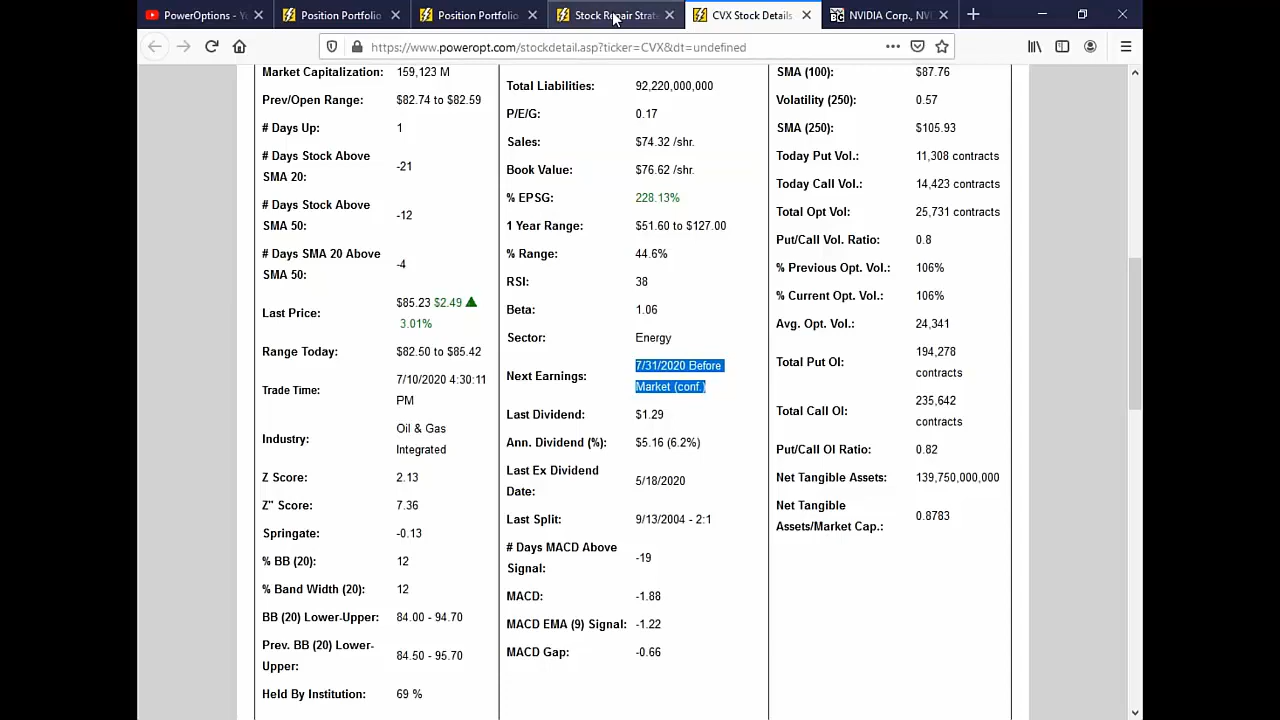 PowerOptions - Yo
Position Portfolio
Position Portfolio
Stock Repair Strate
CVX Stock Details
NVIDIA Corp., NV
https://www.poweropt.com/stockdetail.asp?ticker=CVX&dt=undefined
Market Capitalization: 159,123 M
Prev/Open Range: $82.74 to $82.59
# Days Up: 1
# Days Stock Above
SMA 20: -21
# Days Stock Above
SMA 50: -12
# Days SMA 20 Above
SMA 50: -4
Last Price: $85.23 $2.49 ▲
3.01%
Range Today: $82.50 to $85.42
Trade Time: 7/10/2020 4:30:11
PM
Industry: Oil & Gas
Integrated
Z Score: 2.13
Z" Score: 7.36
Springate: -0.13
% BB (20): 12
% Band Width (20): 12
BB (20) Lower-Upper: 84.00 - 94.70
Prev. BB (20) Lower-
Upper: 84.50 - 95.70
Held By Institution: 69 %
Total Liabilities: 92,220,000,000
P/E/G: 0.17
Sales: $74.32 /shr.
Book Value: $76.62 /shr.
% EPSG: 228.13%
1 Year Range: $51.60 to $127.00
% Range: 44.6%
RSI: 38
Beta: 1.06
Sector: Energy
Next Earnings: 7/31/2020 Before
Market (conf.)
Last Dividend: $1.29
Ann. Dividend (%): $5.16 (6.2%)
Last Ex Dividend
Date: 5/18/2020
Last Split: 9/13/2004 - 2:1
# Days MACD Above
Signal: -19
MACD: -1.88
MACD EMA (9) Signal: -1.22
MACD Gap: -0.66
SMA (100): $87.76
Volatility (250): 0.57
SMA (250): $105.93
Today Put Vol.: 11,308 contracts
Today Call Vol.: 14,423 contracts
Total Opt Vol: 25,731 contracts
Put/Call Vol. Ratio: 0.8
% Previous Opt. Vol.: 106%
% Current Opt. Vol.: 106%
Avg. Opt. Vol.: 24,341
Total Put OI: 194,278
contracts
Total Call OI: 235,642
contracts
Put/Call OI Ratio: 0.82
Net Tangible Assets: 139,750,000,000
Net Tangible
Assets/Market Cap.: 0.8783